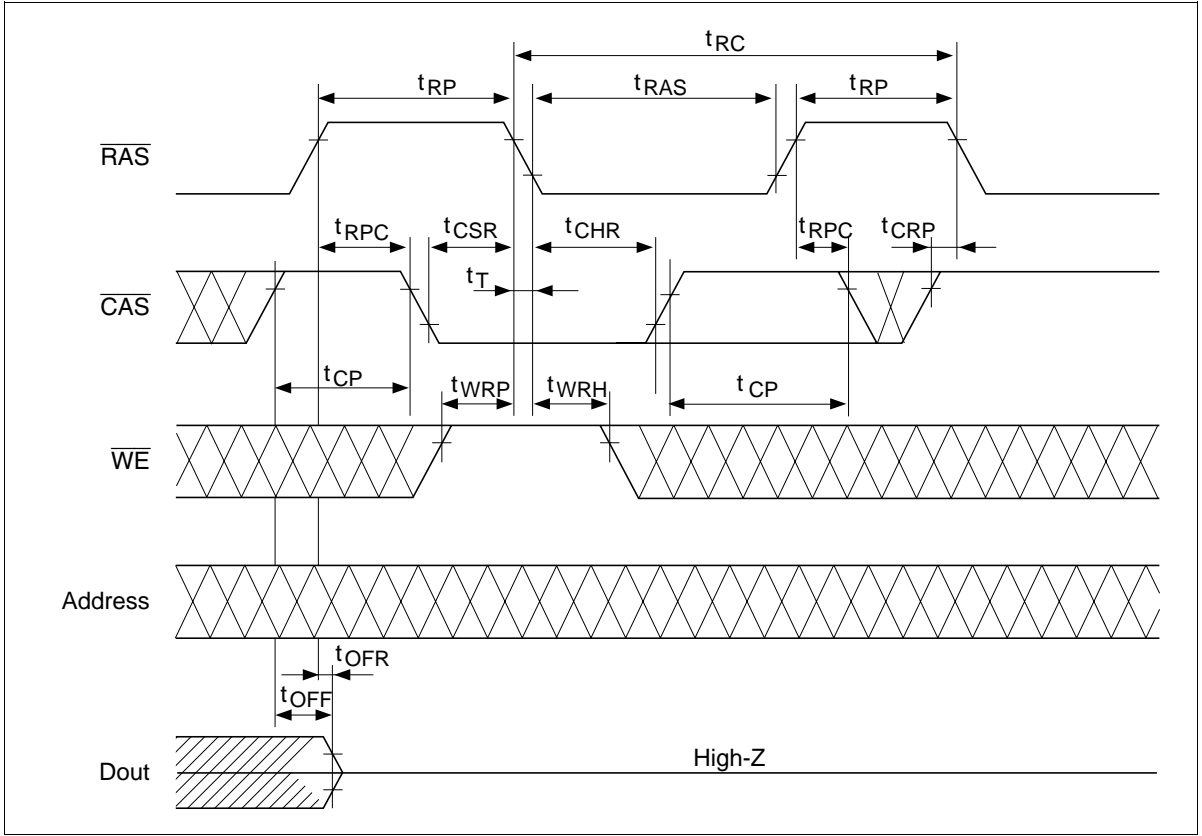 tRC
tRP
tRAS
tRP
RAS
tRPC
tCSR
tCHR
tRPC
tCRP
tT
CAS
tCP
tWRP
tWRH
tCP
WE
Address
tOFR
tOFF
Dout
High-Z